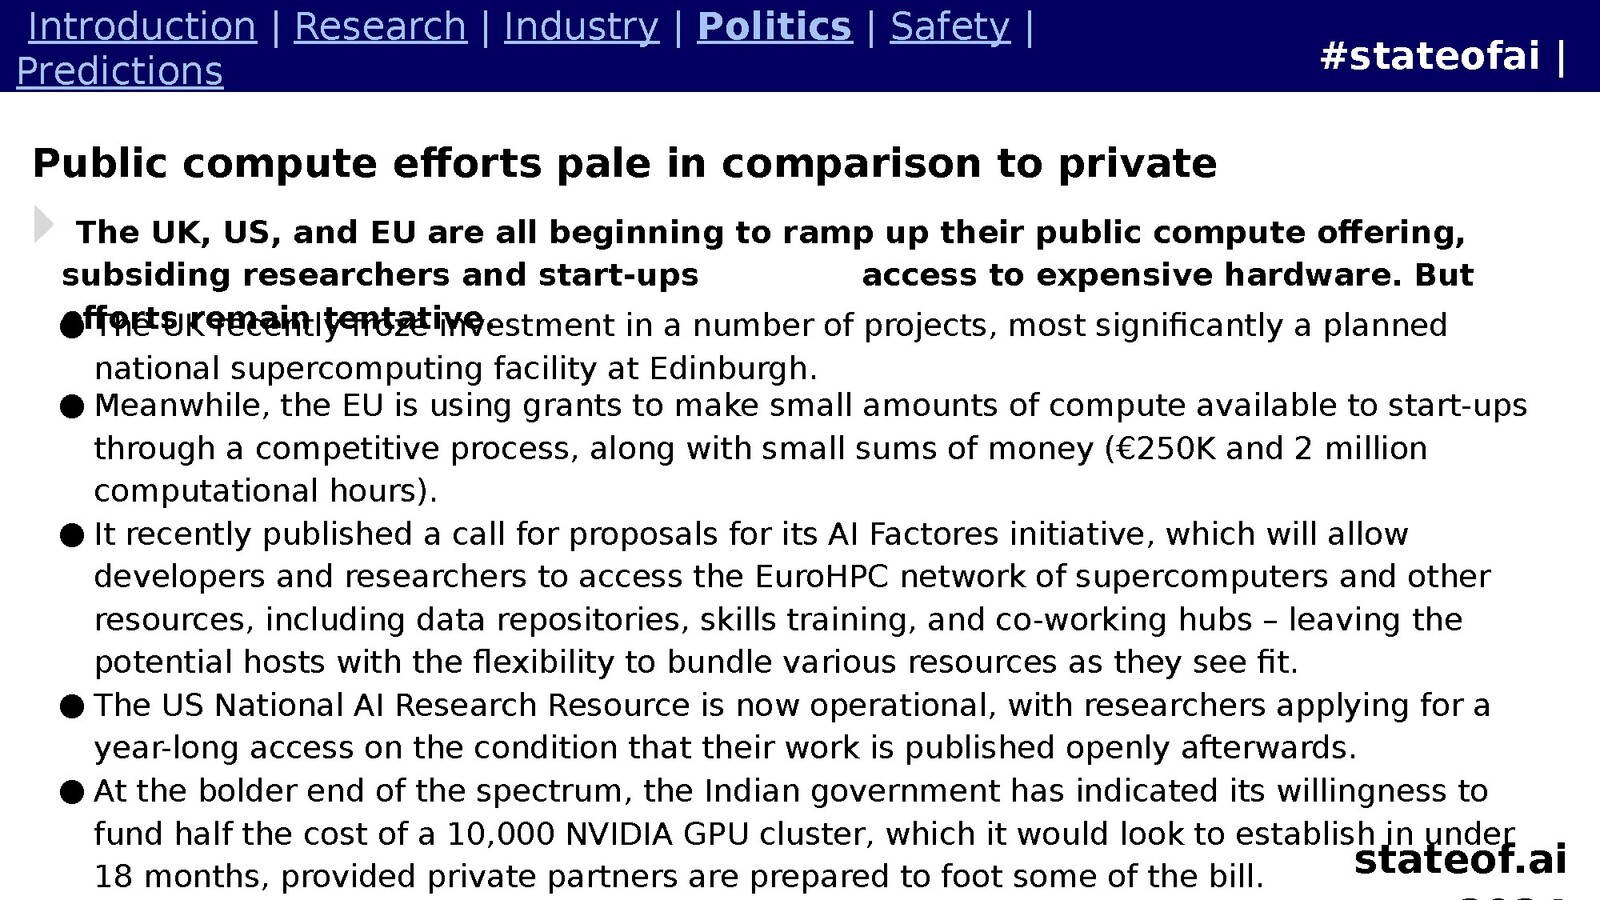 Introduction | Research | Industry | Politics | Safety |
Predictions
#stateofai |
Public compute efforts pale in comparison to private
The UK, US, and EU are all beginning to ramp up their public compute offering,
subsiding researchers and start-ups access to expensive hardware. But
efforts remain tentative.
● The UK recently froze investment in a number of projects, most significantly a planned
national supercomputing facility at Edinburgh.
● Meanwhile, the EU is using grants to make small amounts of compute available to start-ups
through a competitive process, along with small sums of money (€250K and 2 million
computational hours).
● It recently published a call for proposals for its AI Factores initiative, which will allow
developers and researchers to access the EuroHPC network of supercomputers and other
resources, including data repositories, skills training, and co-working hubs – leaving the
potential hosts with the flexibility to bundle various resources as they see fit.
● The US National AI Research Resource is now operational, with researchers applying for a
year-long access on the condition that their work is published openly afterwards.
● At the bolder end of the spectrum, the Indian government has indicated its willingness to
fund half the cost of a 10,000 NVIDIA GPU cluster, which it would look to establish in under
18 months, provided private partners are prepared to foot some of the bill.
stateof.ai